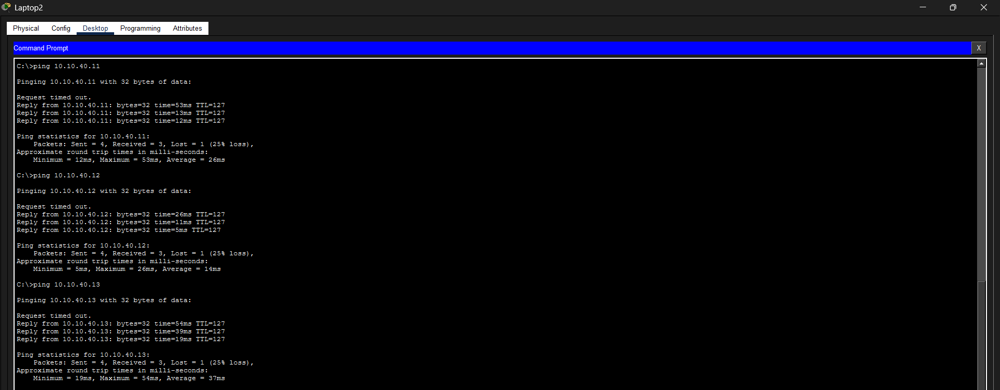 Laptop2
Physical Config Desktop Programming Attributes
Command Prompt X
C:\>ping 10.10.40.11
Pinging 10.10.40.11 with 32 bytes of data:
Request timed out.
Reply from 10.10.40.11: bytes=32 time=53ms TTL=127
Reply from 10.10.40.11: bytes=32 time=13ms TTL=127
Reply from 10.10.40.11: bytes=32 time=12ms TTL=127
Ping statistics for 10.10.40.11:
    Packets: Sent = 4, Received = 3, Lost = 1 (25% loss),
Approximate round trip times in milli-seconds:
    Minimum = 12ms, Maximum = 53ms, Average = 26ms
C:\>ping 10.10.40.12
Pinging 10.10.40.12 with 32 bytes of data:
Request timed out.
Reply from 10.10.40.12: bytes=32 time=26ms TTL=127
Reply from 10.10.40.12: bytes=32 time=11ms TTL=127
Reply from 10.10.40.12: bytes=32 time=5ms TTL=127
Ping statistics for 10.10.40.12:
    Packets: Sent = 4, Received = 3, Lost = 1 (25% loss),
Approximate round trip times in milli-seconds:
    Minimum = 5ms, Maximum = 26ms, Average = 14ms
C:\>ping 10.10.40.13
Pinging 10.10.40.13 with 32 bytes of data:
Request timed out.
Reply from 10.10.40.13: bytes=32 time=54ms TTL=127
Reply from 10.10.40.13: bytes=32 time=39ms TTL=127
Reply from 10.10.40.13: bytes=32 time=19ms TTL=127
Ping statistics for 10.10.40.13:
    Packets: Sent = 4, Received = 3, Lost = 1 (25% loss),
Approximate round trip times in milli-seconds:
    Minimum = 19ms, Maximum = 54ms, Average = 37ms